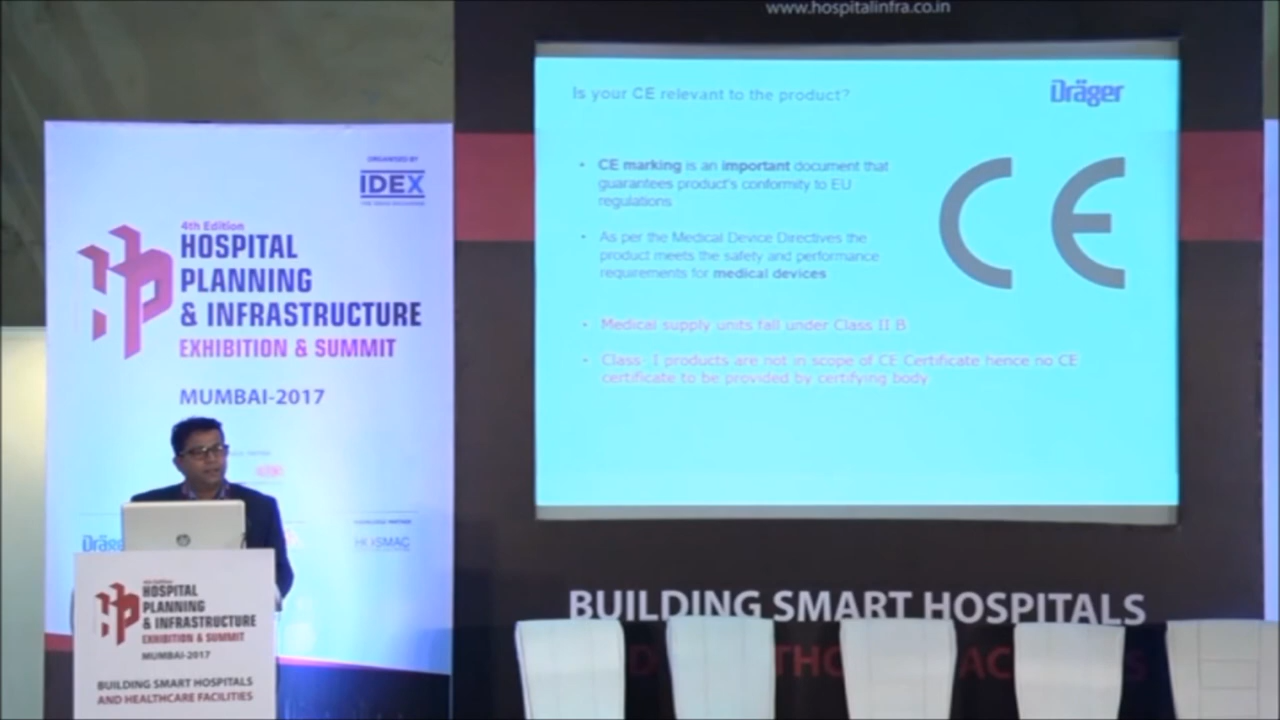 www.hospitalinfra.co.in
Is your CE relevant to the product?
Dräger
• CE marking is an important document that
guarantees product's conformity to EU
regulations
• As per the Medical Device Directives the
product meets the safety and performance
requirements for medical devices
• Medical supply units fall under Class II B
• Class I products are not in scope of CE Certificate hence no CE
certificate to be provided by certifying body
CE
ORGANISED BY
IDEX
4th Edition
HOSPITAL
PLANNING
& INFRASTRUCTURE
EXHIBITION & SUMMIT
MUMBAI-2017
Dräger
HOSMAC
hp
4th Edition
HOSPITAL
PLANNING
& INFRASTRUCTURE
EXHIBITION & SUMMIT
MUMBAI-2017
BUILDING SMART HOSPITALS
AND HEALTHCARE FACILITIES
BUILDING SMART HOSPITALS